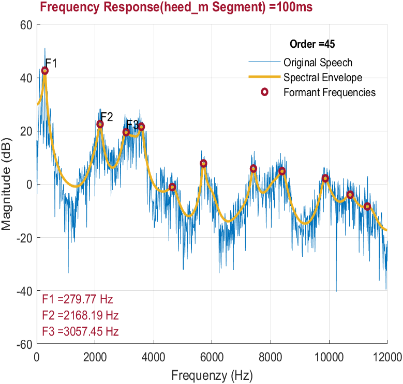 Frequency Response(heed_m Segment) =100ms
Order =45
Original Speech
Spectral Envelope
Formant Frequencies
F1
F2
F3
60
40
20
0
-20
-40
-60
Magnitude (dB)
F1 =279.77 Hz
F2 =2168.19 Hz
F3 =3057.45 Hz
0 2000 4000 6000 8000 10000 12000
Frequenzy (Hz)